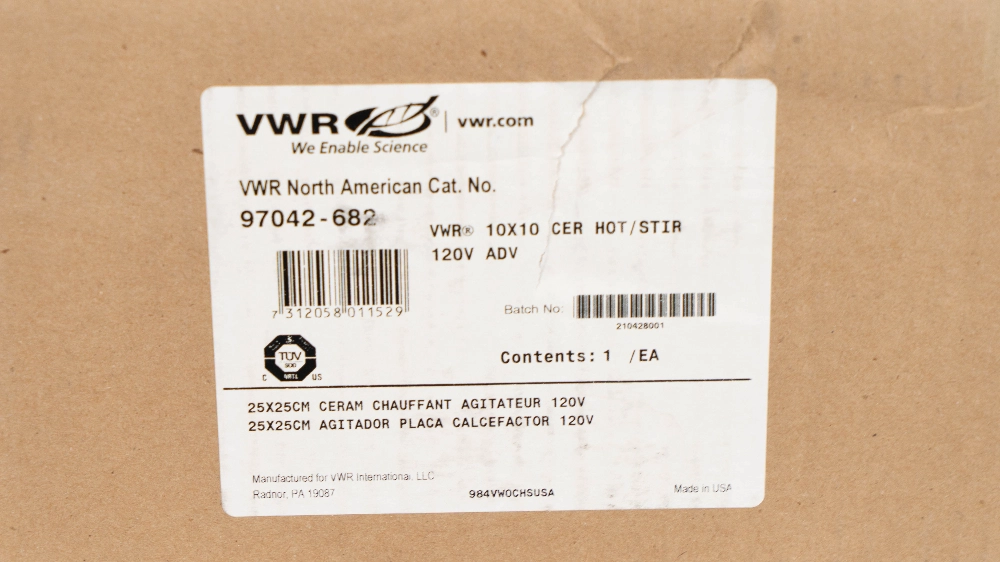 VWR® | vwr.com
We Enable Science
VWR North American Cat. No.
97042-682
VWR® 10X10 CER HOT/STIR
120V ADV
7 312058 011529
Batch No:
210428001
TÜV
C US
Contents: 1 /EA
25X25CM CERAM CHAUFFANT AGITATEUR 120V
25X25CM AGITADOR PLACA CALCEFACTOR 120V
Manufactured for VWR International, LLC
Radnor, PA 19087
984VW0CHSUSA
Made in USA